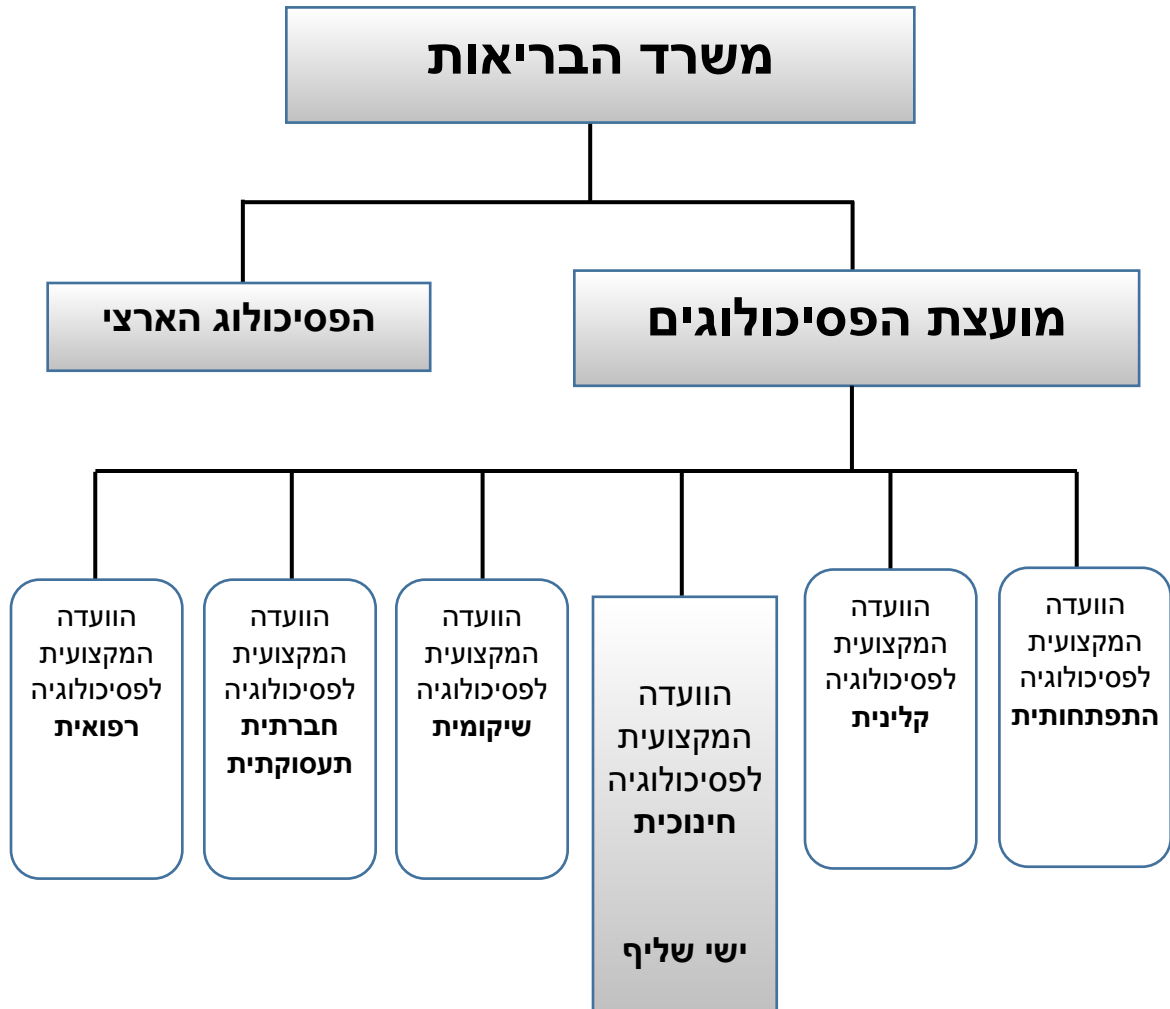 משרד הבריאות
מועצת הפסיכולוגים
הפסיכולוג הארצי
הוועדה
המקצועית
לפסיכולוגיה
התפתחותית
הוועדה
המקצועית
לפסיכולוגיה
קלינית
הוועדה
המקצועית
לפסיכולוגיה
חינוכית
ישי שליף
הוועדה
המקצועית
לפסיכולוגיה
שיקומית
הוועדה
המקצועית
לפסיכולוגיה
חברתית
תעסוקתית
הוועדה
המקצועית
לפסיכולוגיה
רפואית